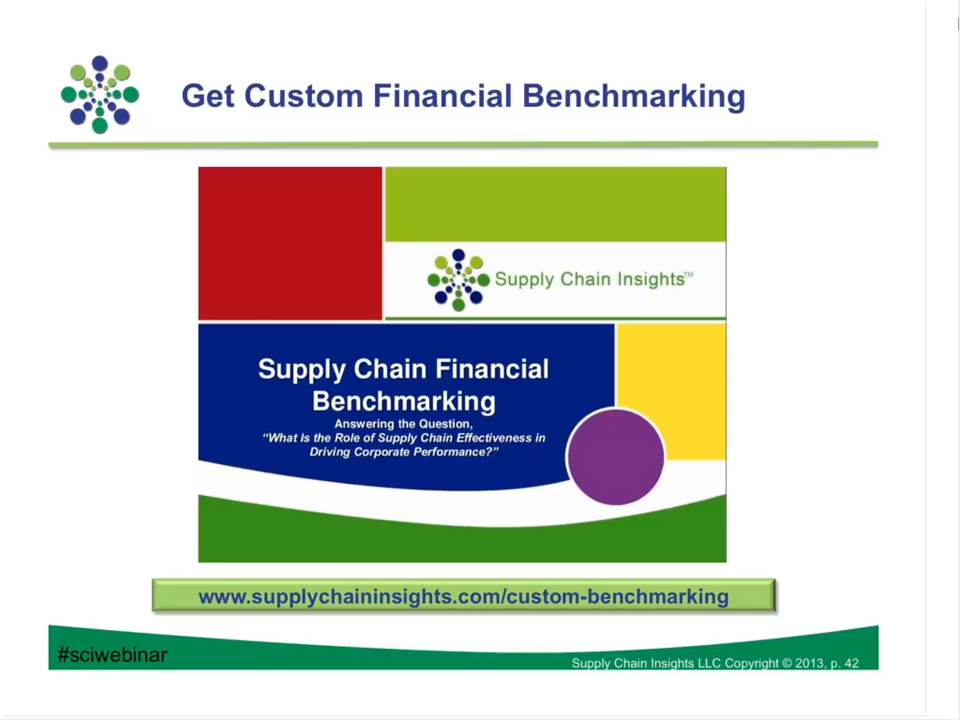 Get Custom Financial Benchmarking
Supply Chain Insights™
Supply Chain Financial
Benchmarking
Answering the Question,
“What Is the Role of Supply Chain Effectiveness in
Driving Corporate Performance?”
www.supplychaininsights.com/custom-benchmarking
#sciwebinar
Supply Chain Insights LLC Copyright © 2013, p. 42